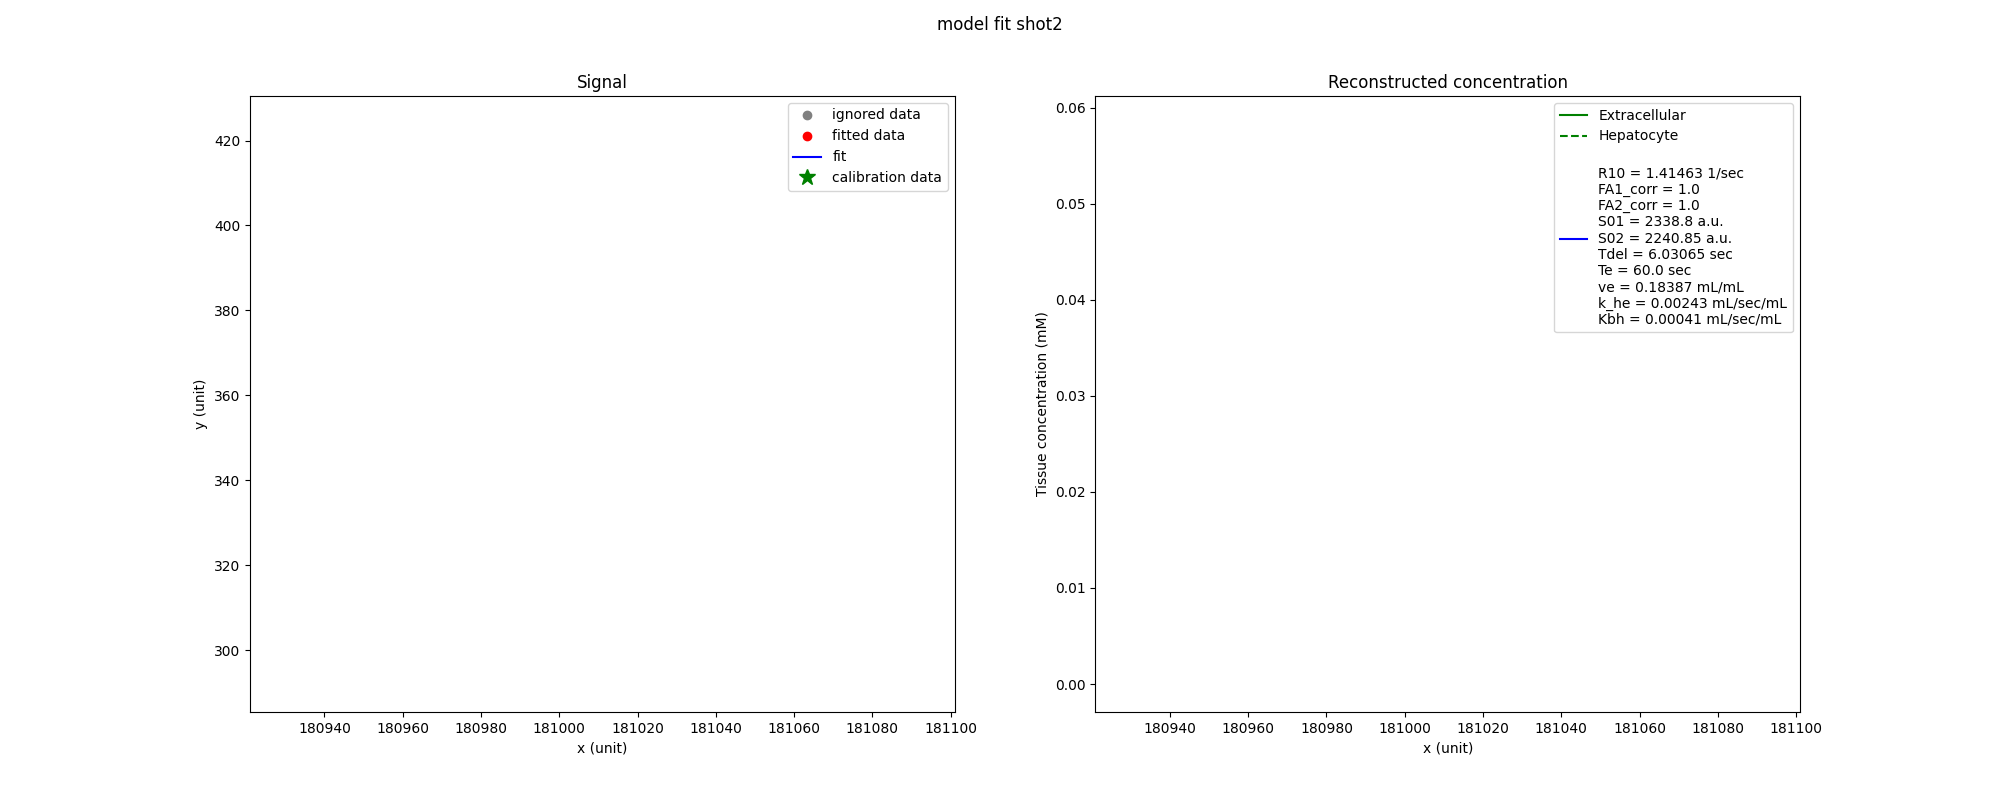 model fit shot2
Signal
420
400
380
360
340
320
300
y (unit)
180940 180960 180980 181000 181020 181040 181060 181080 181100
x (unit)
ignored data
fitted data
fit
calibration data
Reconstructed concentration
0.06
0.05
0.04
0.03
0.02
0.01
0.00
Tissue concentration (mM)
180940 180960 180980 181000 181020 181040 181060 181080 181100
x (unit)
Extracellular
Hepatocyte
R10 = 1.41463 1/sec
FA1_corr = 1.0
FA2_corr = 1.0
S01 = 2338.8 a.u.
S02 = 2240.85 a.u.
Tdel = 6.03065 sec
Te = 60.0 sec
ve = 0.18387 mL/mL
k_he = 0.00243 mL/sec/mL
Kbh = 0.00041 mL/sec/mL